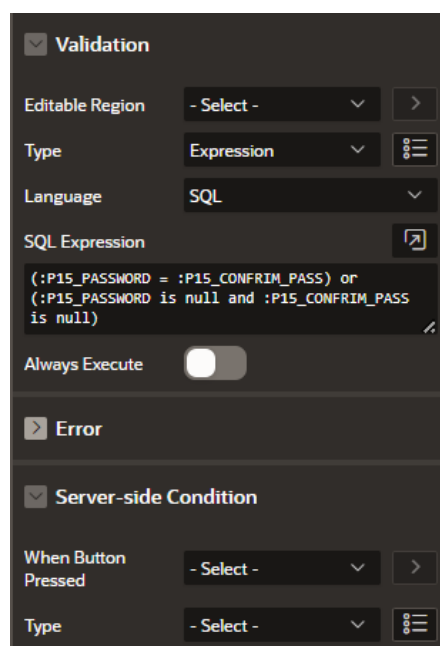 Validation
Editable Region - Select -
Type Expression
Language SQL
SQL Expression
(:P15_PASSWORD = :P15_CONFRIM_PASS) or
(:P15_PASSWORD is null and :P15_CONFRIM_PASS
is null)
Always Execute
Error
Server-side Condition
When Button
Pressed - Select -
Type - Select -